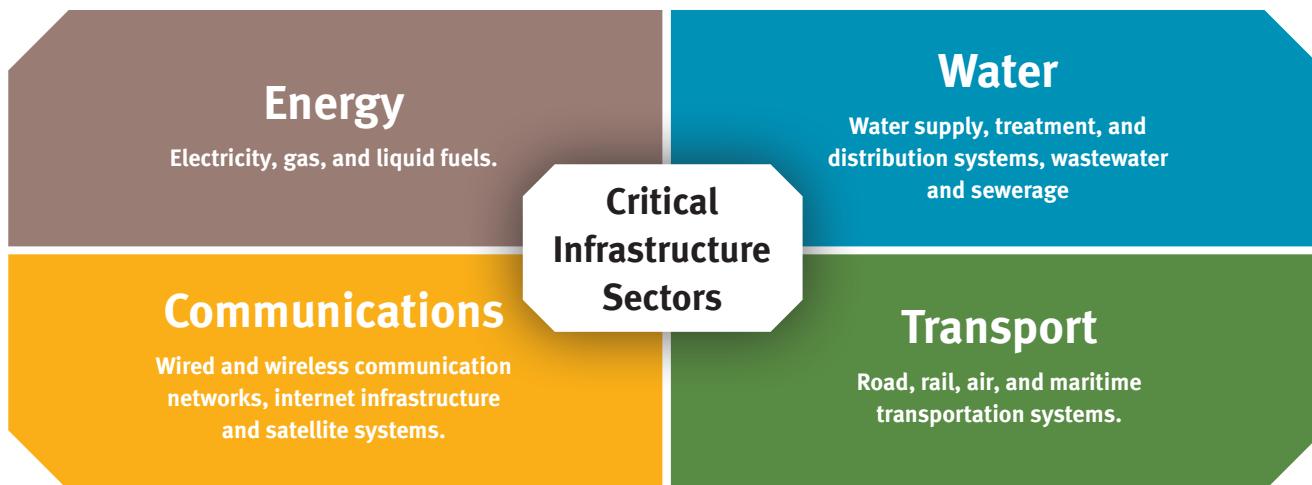 Energy
Electricity, gas, and liquid fuels.
Water
Water supply, treatment, and
distribution systems, wastewater
and sewerage
Critical
Infrastructure
Sectors
Communications
Wired and wireless communication
networks, internet infrastructure
and satellite systems.
Transport
Road, rail, air, and maritime
transportation systems.